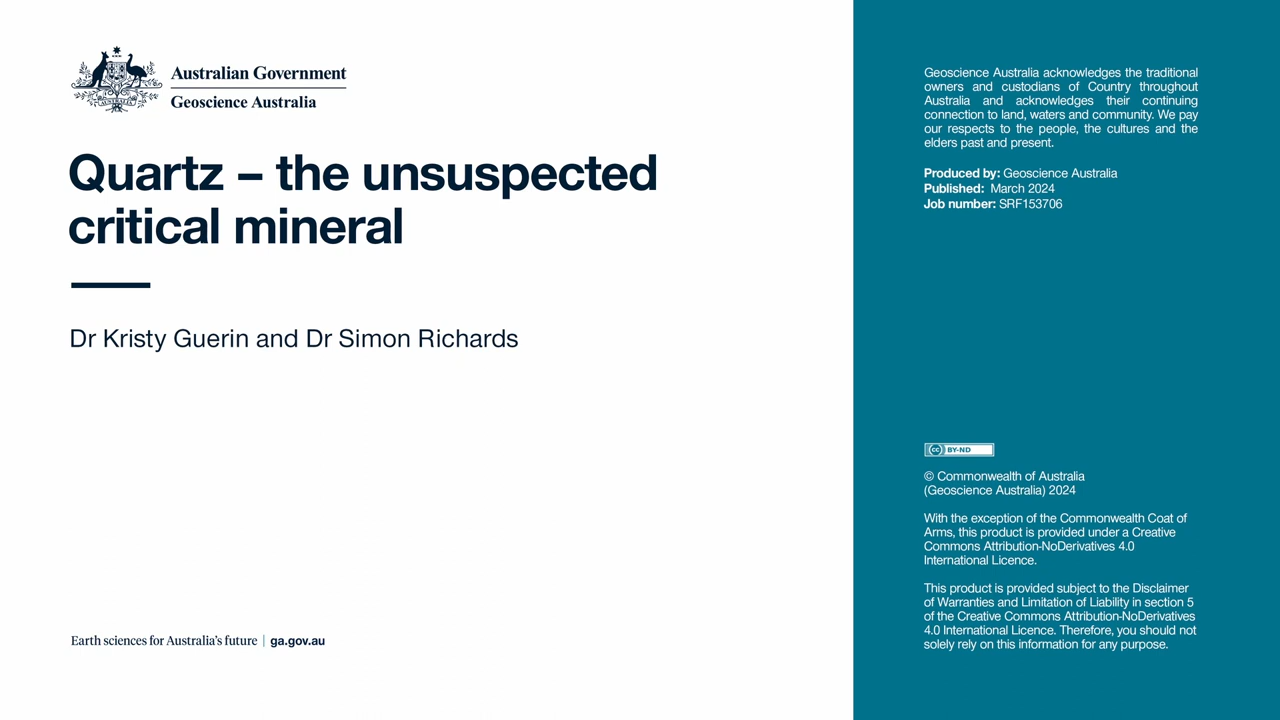 Australian Government
Geoscience Australia
Quartz – the unsuspected
critical mineral
Dr Kristy Guerin and Dr Simon Richards
Earth sciences for Australia's future | ga.gov.au
Geoscience Australia acknowledges the traditional
owners and custodians of Country throughout
Australia and acknowledges their continuing
connection to land, waters and community. We pay
our respects to the people, the cultures and the
elders past and present.
Produced by: Geoscience Australia
Published: March 2024
Job number: SRF153706
cc BY-ND
© Commonwealth of Australia
(Geoscience Australia) 2024
With the exception of the Commonwealth Coat of
Arms, this product is provided under a Creative
Commons Attribution-NoDerivatives 4.0
International Licence.
This product is provided subject to the Disclaimer
of Warranties and Limitation of Liability in section 5
of the Creative Commons Attribution-NoDerivatives
4.0 International Licence. Therefore, you should not
solely rely on this information for any purpose.